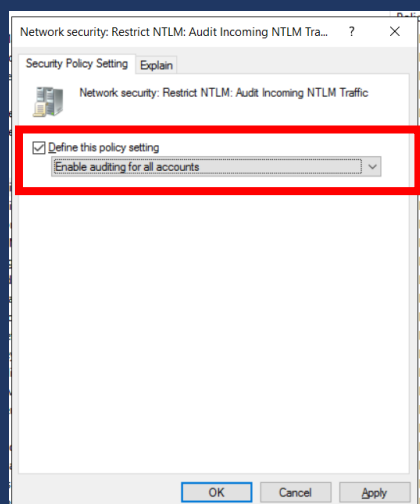 Network security: Restrict NTLM: Audit Incoming NTLM Tra... ?
Security Policy Setting Explain
Network security: Restrict NTLM: Audit Incoming NTLM Traffic
Define this policy setting
Enable auditing for all accounts
OK Cancel Apply